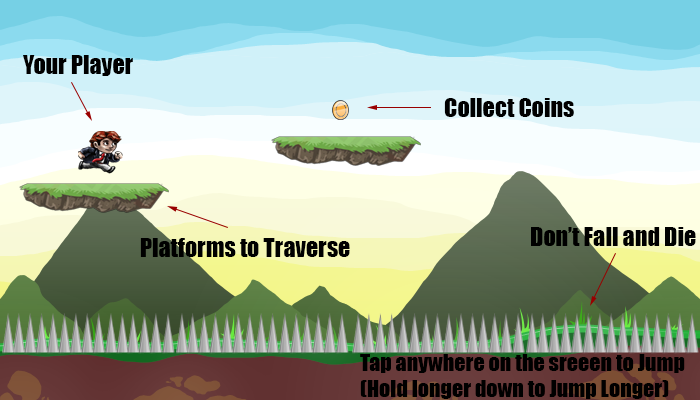 Your Player
Collect Coins
Platforms to Traverse
Don't Fall and Die
Tap anywhere on the sreeen to Jump
(Hold longer down to Jump Longer)